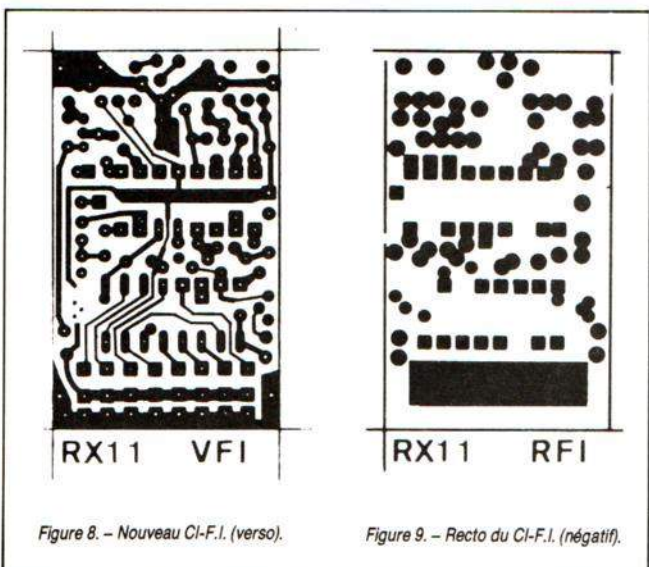 RX11 VFI
RX11 RFI
Figure 8. – Nouveau CI-F.I. (verso).
Figure 9. – Recto du CI-F.I. (négatif).